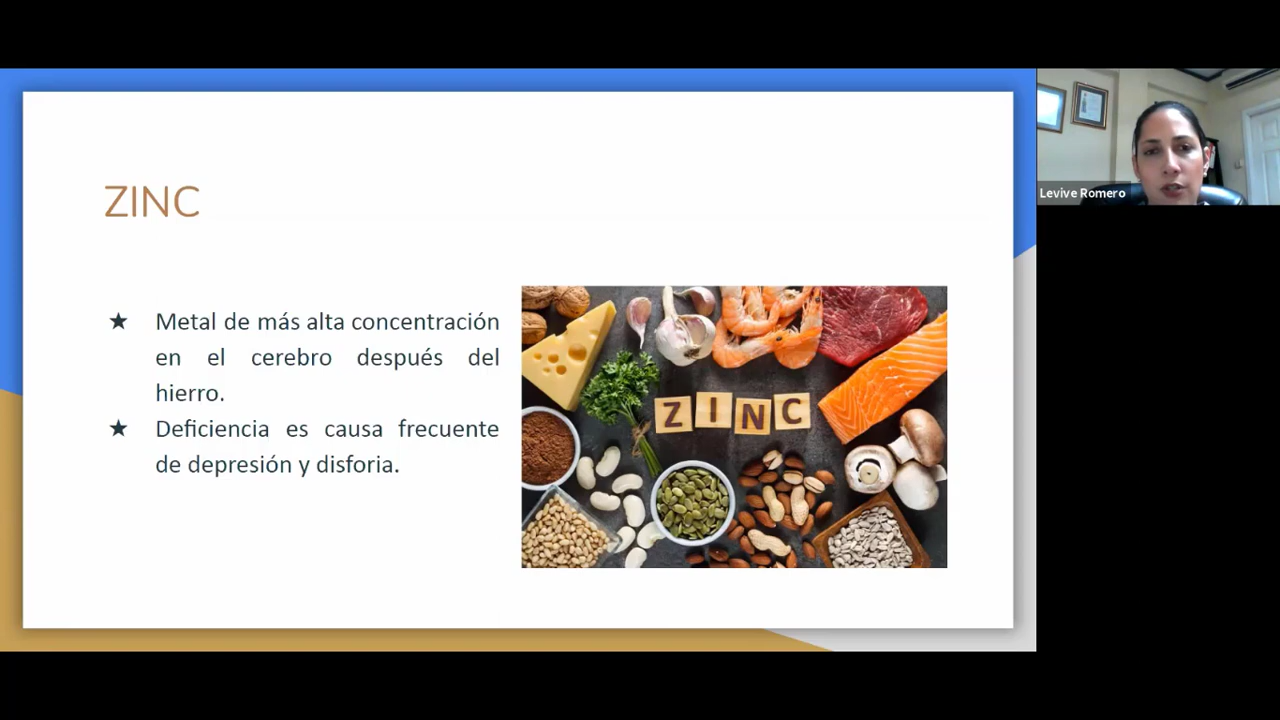 ZINC
★ Metal de más alta concentración
en el cerebro después del
hierro.
★ Deficiencia es causa frecuente
de depresión y disforia.
ZINC
Levive Romero